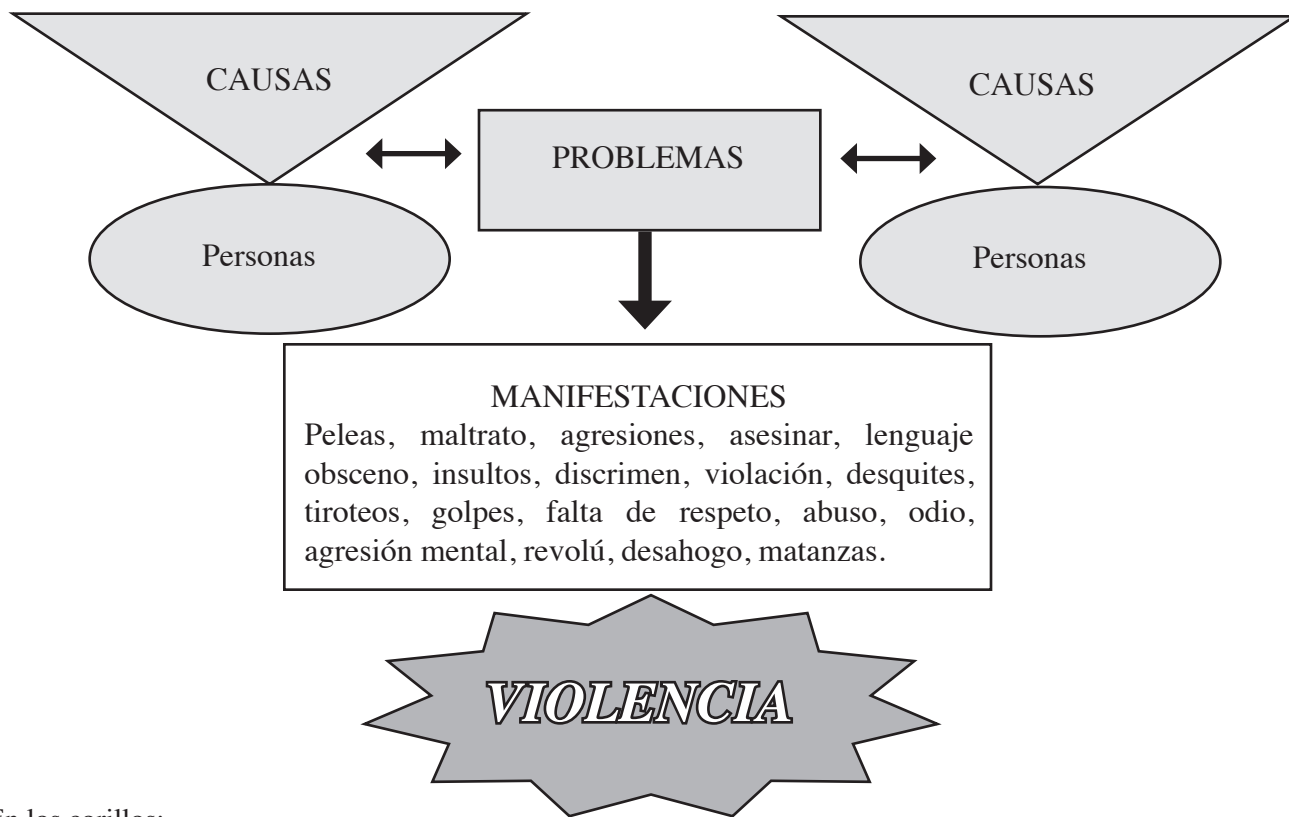 CAUSAS
CAUSAS
PROBLEMAS
Personas
Personas
MANIFESTACIONES
Peleas, maltrato, agresiones, asesinar, lenguaje
obsceno, insultos, discrimen, violación, desquites,
tiroteos, golpes, falta de respeto, abuso, odio,
agresión mental, revolú, desahogo, matanzas.
VIOLENCIA